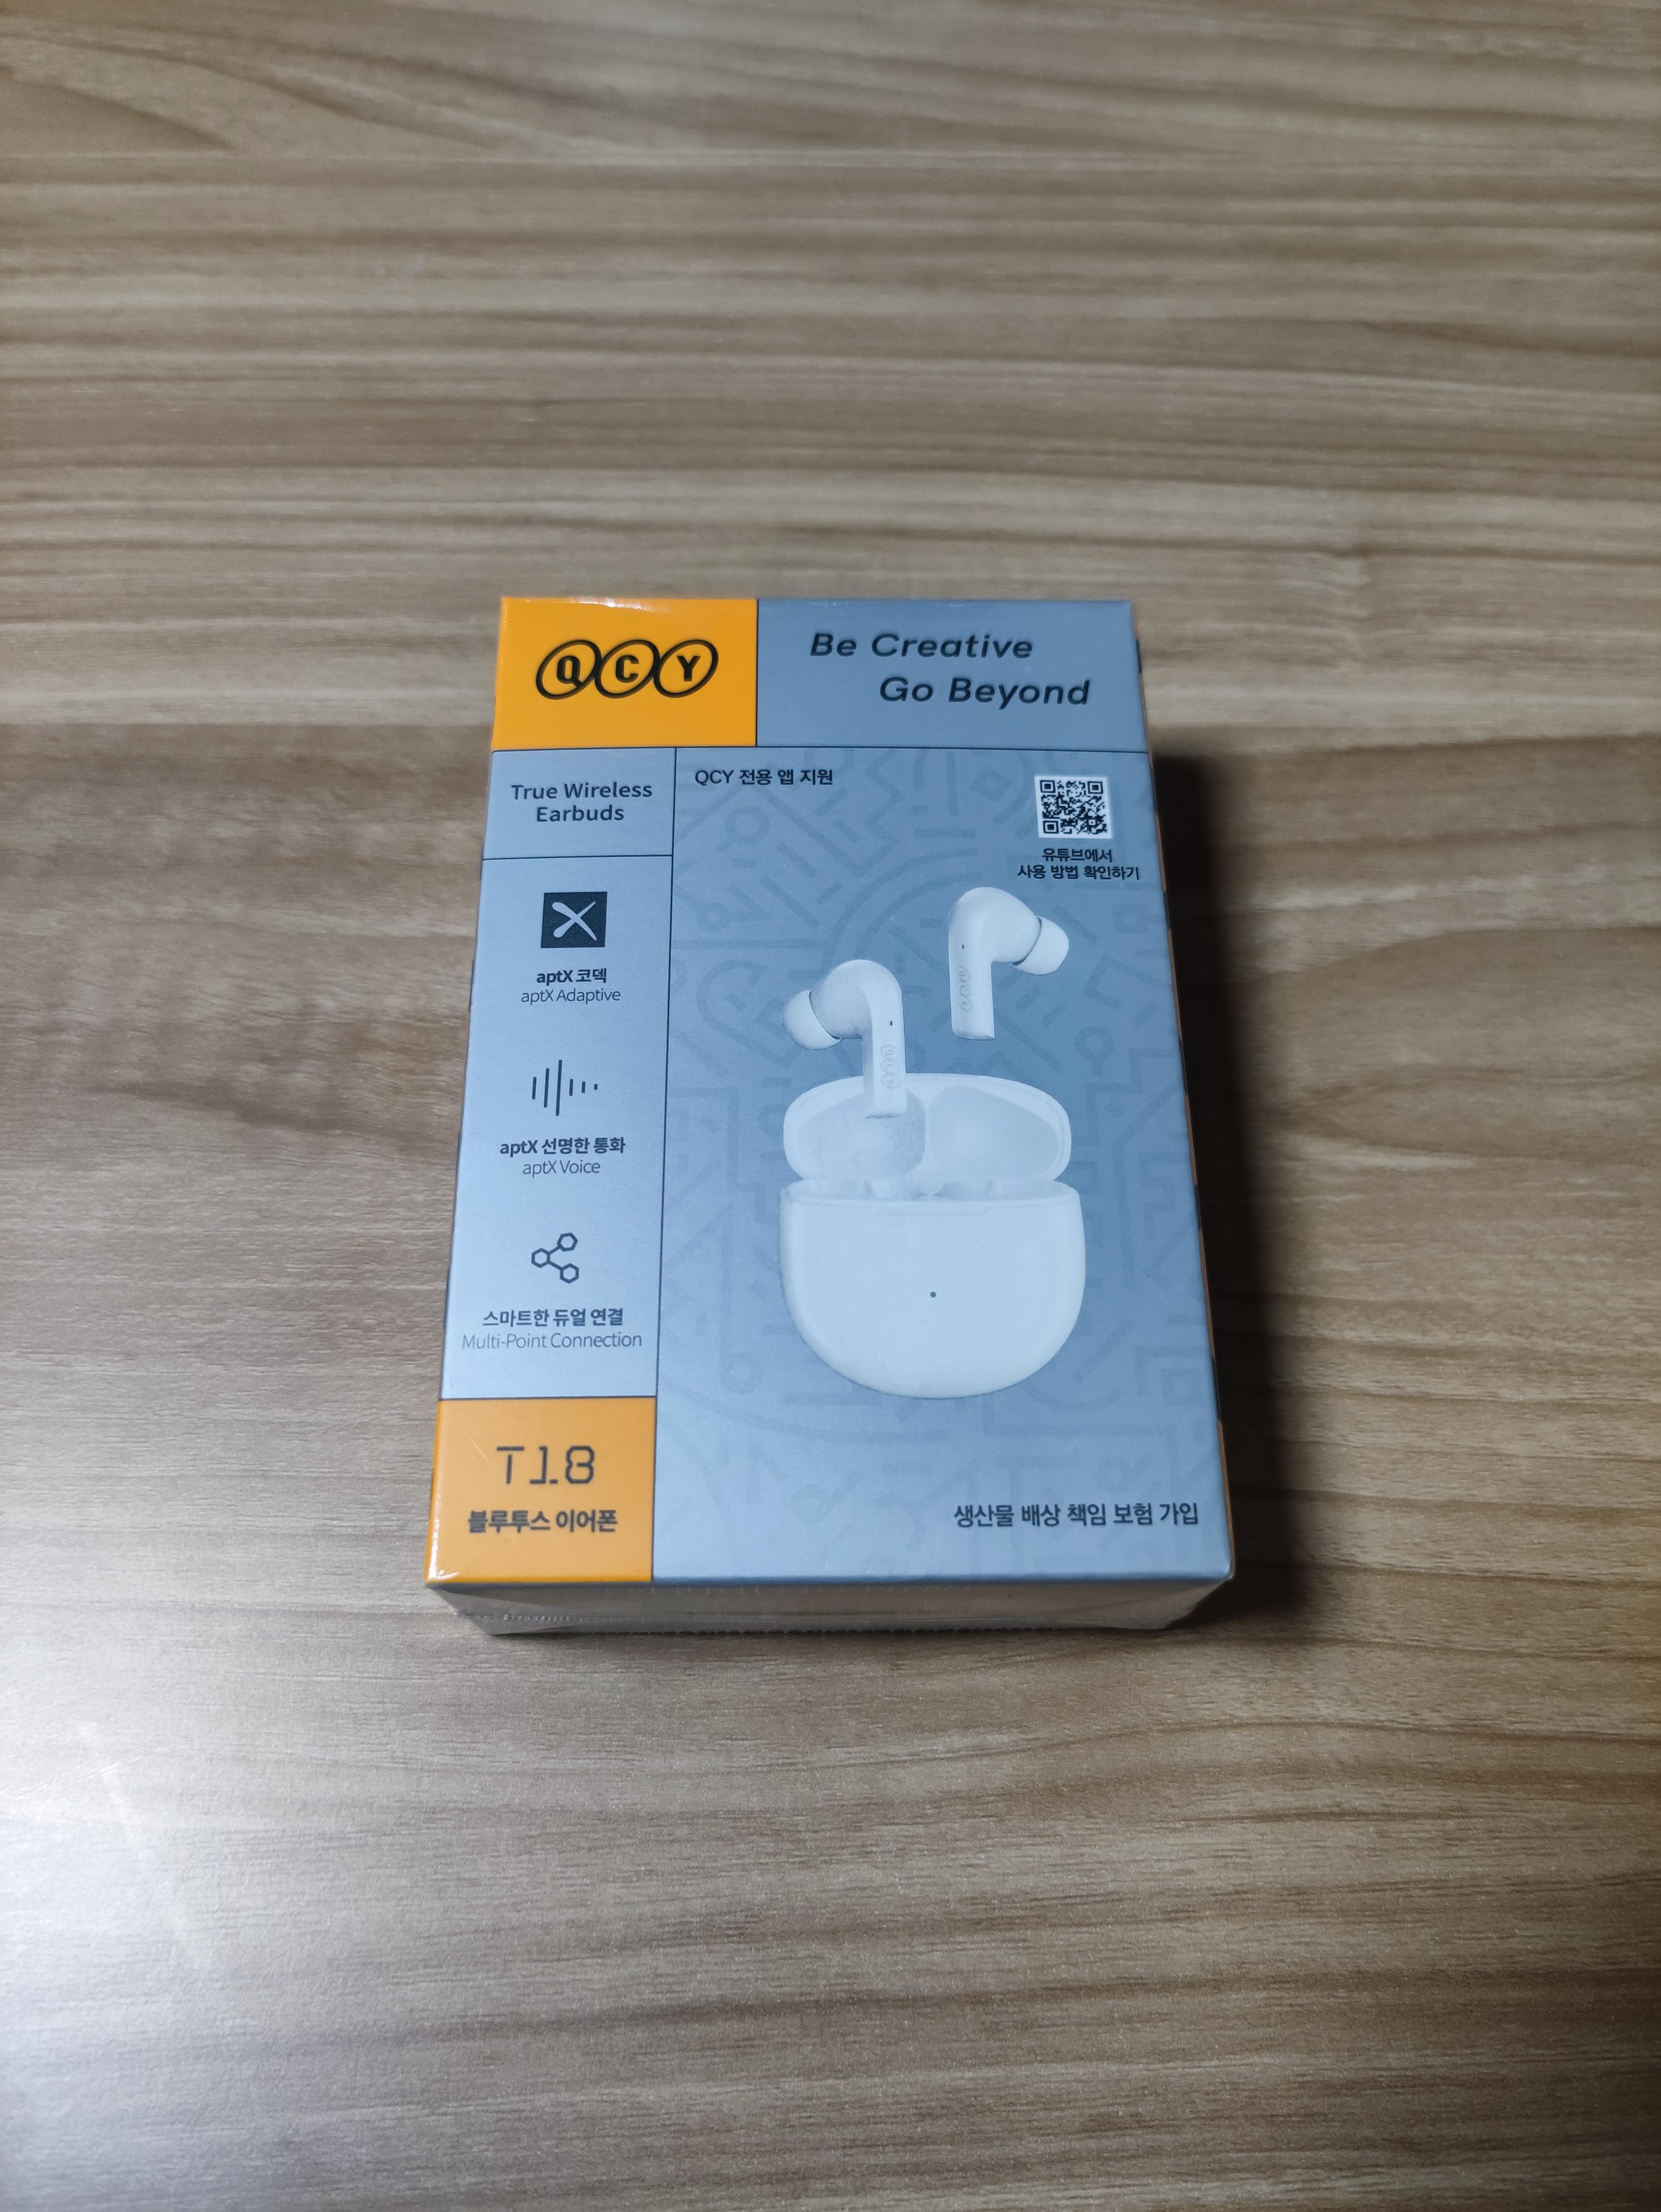 QCY
Be Creative
Go Beyond
True Wireless
Earbuds
QCY 전용 앱 지원
유튜브에서
사용 방법 확인하기
aptX 코덱
aptX Adaptive
aptX 선명한 통화
aptX Voice
스마트한 듀얼 연결
Multi-Point Connection
QCY
QCY
T18
블루투스 이어폰
생산물 배상 책임 보험 가입